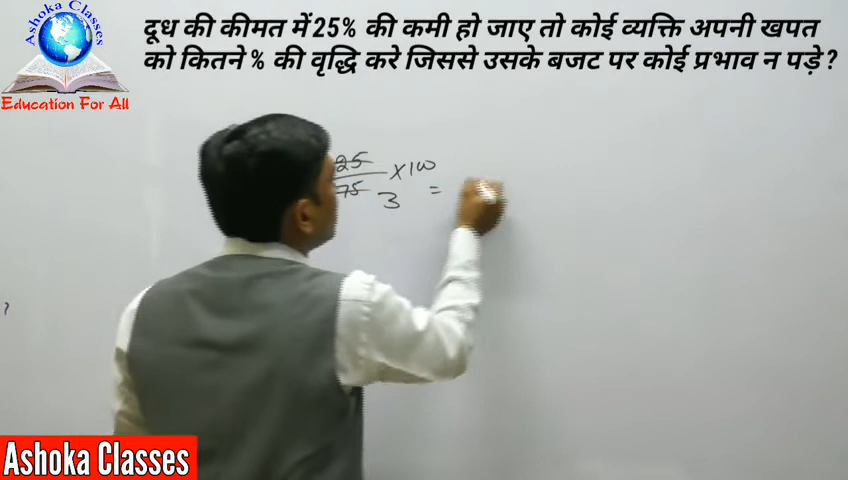 Ashoka Classes
Education For All
दूध की कीमत में 25% की कमी हो जाए तो कोई व्यक्ति अपनी खपत
को कितने % की वृद्धि करे जिससे उसके बजट पर कोई प्रभाव न पड़े?
25
× 100
75 3 =
Ashoka Classes